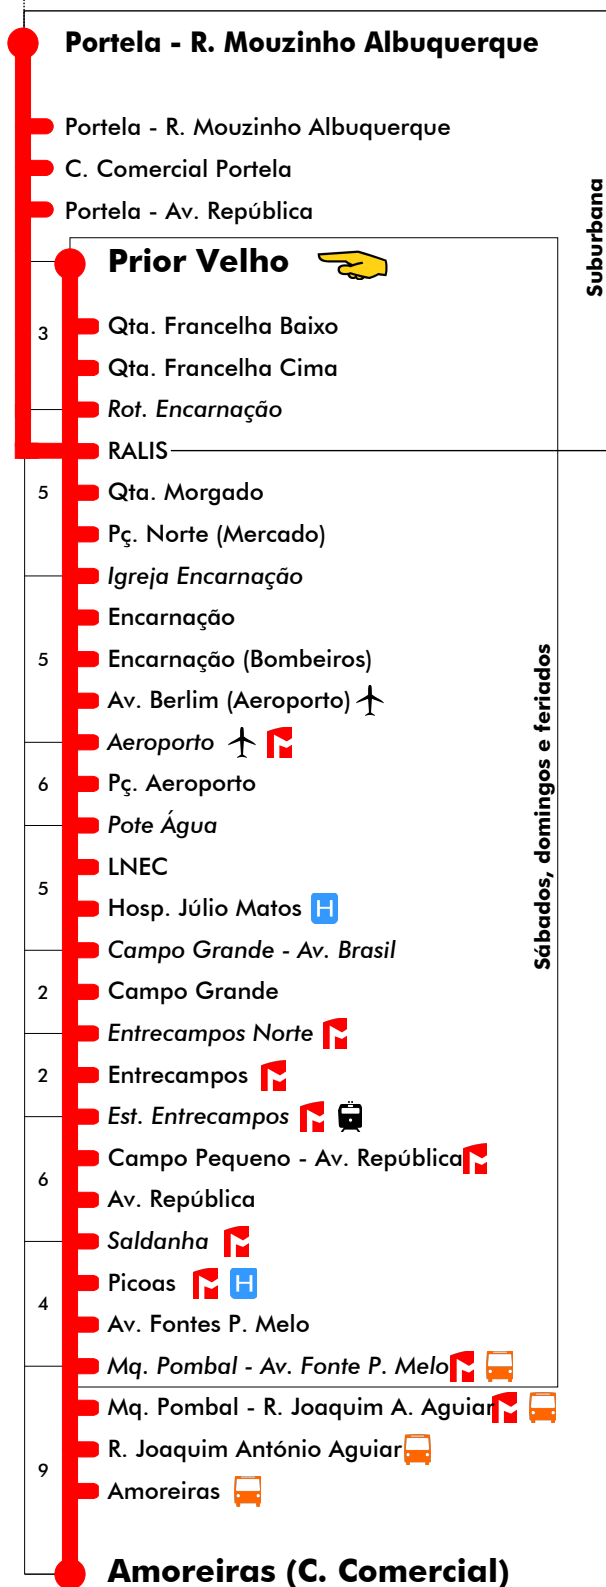 Portela - R. Mouzinho Albuquerque
Portela - R. Mouzinho Albuquerque
C. Comercial Portela
Portela - Av. República
Suburbana
Prior Velho
3
Qta. Francelha Baixo
Qta. Francelha Cima
Rot. Encarnação
RALIS
5
Qta. Morgado
Pç. Norte (Mercado)
Igreja Encarnação
Encarnação
5
Encarnação (Bombeiros)
Av. Berlim (Aeroporto)
Aeroporto
6
Pç. Aeroporto
Pote Água
LNEC
5
Hosp. Júlio Matos H
Sábados, domingos e feriados
Campo Grande - Av. Brasil
2
Campo Grande
Entrecampos Norte
2
Entrecampos
Est. Entrecampos
Campo Pequeno - Av. República
6
Av. República
Saldanha
Picoas H
4
Av. Fontes P. Melo
Mq. Pombal - Av. Fonte P. Melo
Mq. Pombal - R. Joaquim A. Aguiar
R. Joaquim António Aguiar
9
Amoreiras
Amoreiras (C. Comercial)